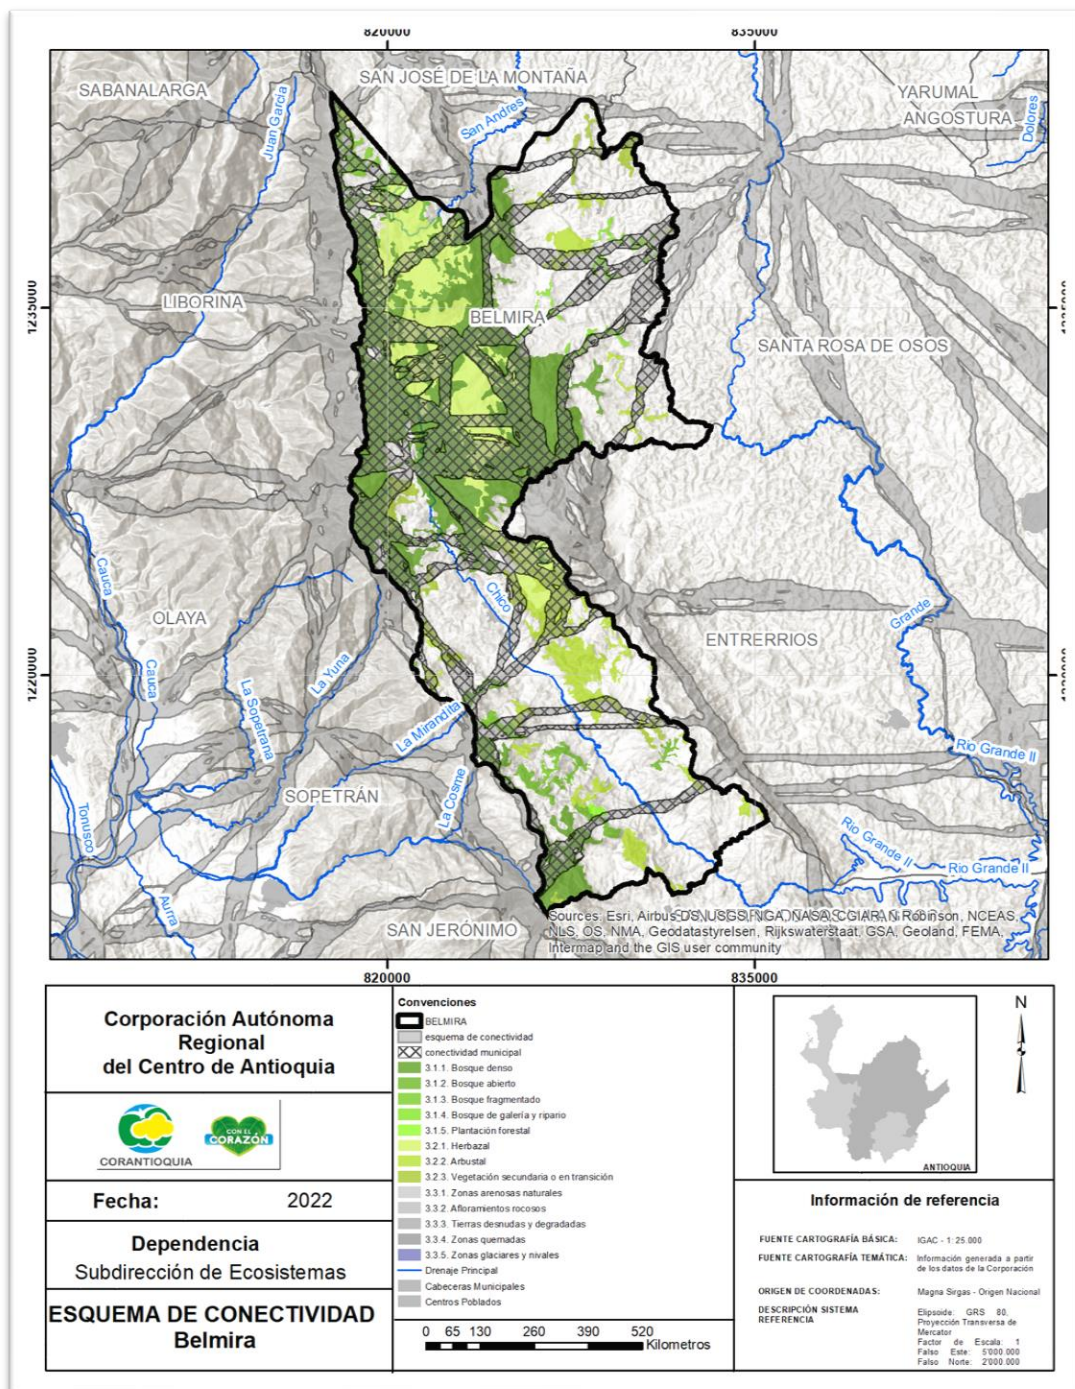 820000
835000
SABANALARGA
SAN JOSÉ DE LA MONTAÑA
YARUMAL
ANGOSTURA
Juan Garcia
San Andres
Dolores
1235000
LIBORINA
BELMIRA
SANTA ROSA DE OSOS
Cauca
Chico
OLAYA
Grande
ENTRERRIOS
Cauca
La Yuna
La Sopetrana
La Mirandita
1220000
Rio Grande II
SOPETRÁN
La Cosme
Tonusco
Rio Grande II
Rio Grande II
Aurra
SAN JERÓNIMO
Sources: Esri, Airbus DS, USGS, NGA, NASA, CGIAR, N Robinson, NCEAS,
NLS, OS, NMA, Geodatastyrelsen, Rijkswaterstaat, GSA, Geoland, FEMA,
Intermap and the GIS user community
820000
835000
Corporación Autónoma
Regional
del Centro de Antioquia
CORANTIOQUIA
CON EL
CORAZÓN
Fecha: 2022
Dependencia
Subdirección de Ecosistemas
ESQUEMA DE CONECTIVIDAD
Belmira
Convenciones
BELMIRA
esquema de conectividad
conectividad municipal
3.1.1. Bosque denso
3.1.2. Bosque abierto
3.1.3. Bosque fragmentado
3.1.4. Bosque de galería y ripario
3.1.5. Plantación forestal
3.2.1. Herbazal
3.2.2. Arbustal
3.2.3. Vegetación secundaria o en transición
3.3.1. Zonas arenosas naturales
3.3.2. Afloramientos rocosos
3.3.3. Tierras desnudas y degradadas
3.3.4. Zonas quemadas
3.3.5. Zonas glaciares y nivales
Drenaje Principal
Cabeceras Municipales
Centros Poblados
0 65 130 260 390 520
Kilometros
N
ANTIOQUIA
Información de referencia
FUENTE CARTOGRAFÍA BÁSICA: IGAC - 1: 25.000
FUENTE CARTOGRAFÍA TEMÁTICA: Información generada a partir
de los datos de la Corporación
ORIGEN DE COORDENADAS: Magna Sirgas - Origen Nacional
DESCRIPCIÓN SISTEMA
REFERENCIA
Elipsoide: GRS 80,
Proyección Transversa de
Mercator
Factor de Escala: 1
Falso Este: 5'000.000
Falso Norte: 2'000.000